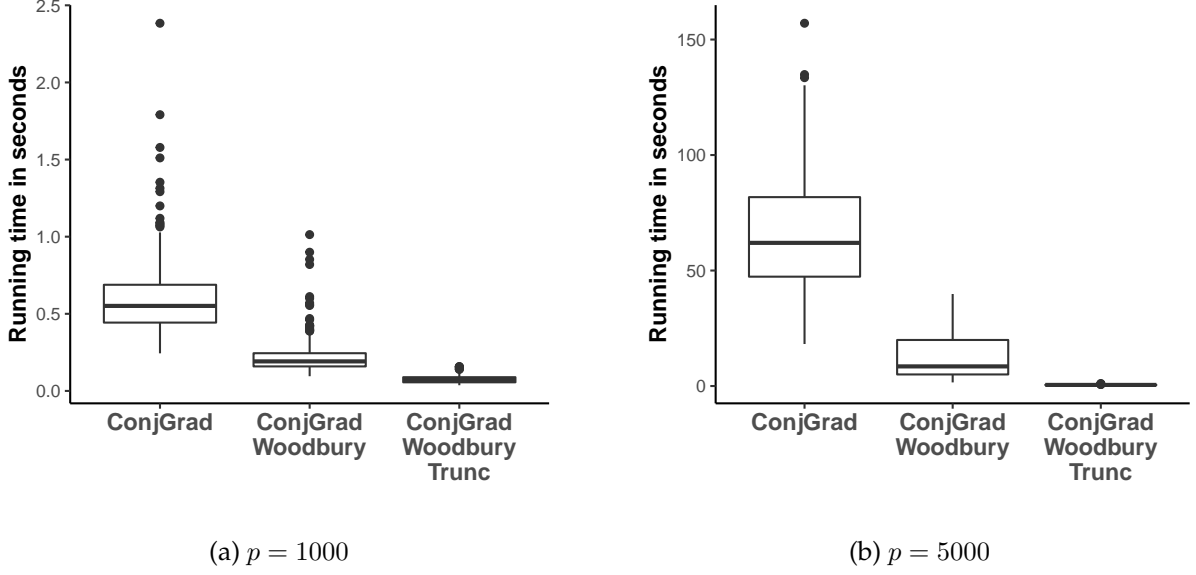 Running time in seconds
2.5
2.0
1.5
1.0
0.5
0.0
ConjGrad
ConjGrad
Woodbury
ConjGrad
Woodbury
Trunc
(a) p = 1000
Running time in seconds
150
100
50
0
ConjGrad
ConjGrad
Woodbury
ConjGrad
Woodbury
Trunc
(b) p = 5000